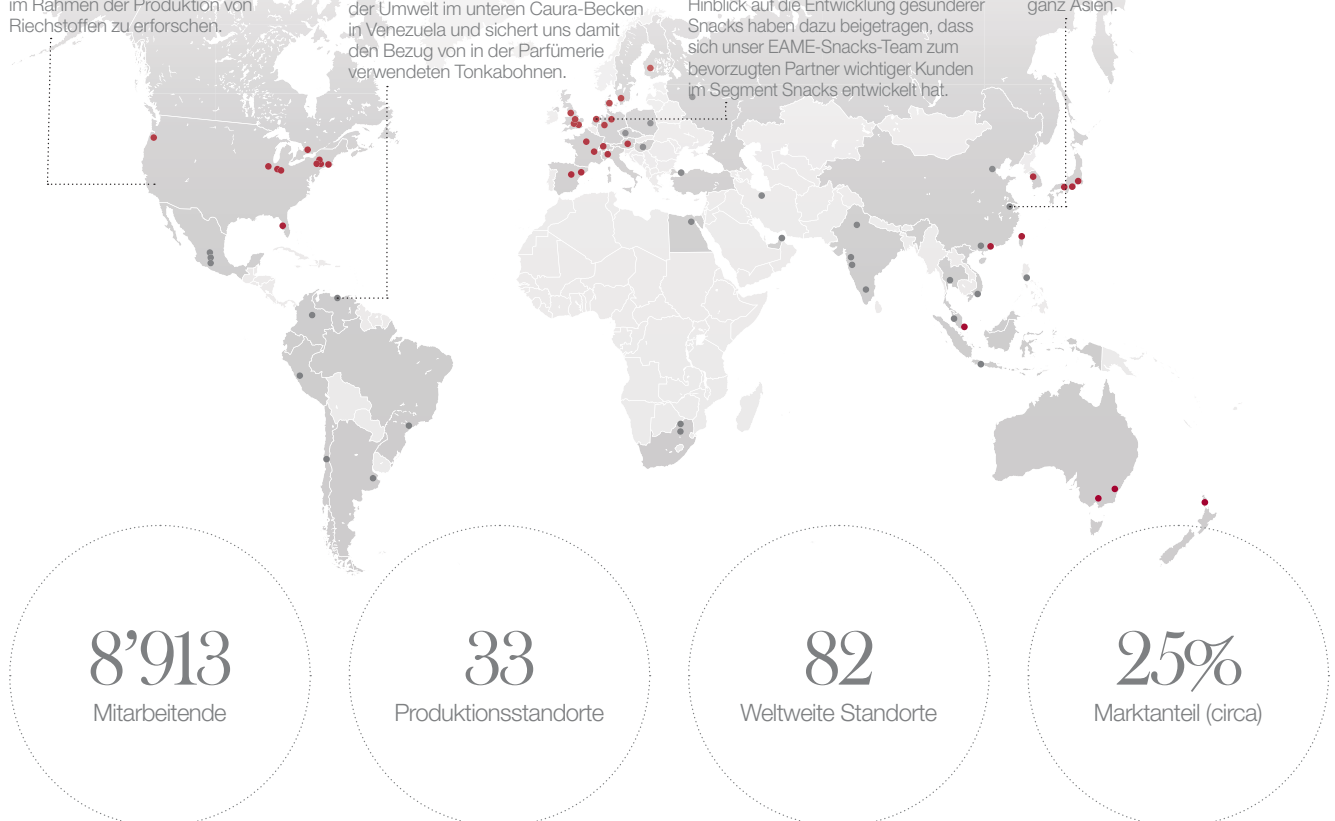 im Rahmen der Produktion von
Riechstoffen zu erforschen.
der Umwelt im unteren Caura-Becken
in Venezuela und sichert uns damit
den Bezug von in der Parfümerie
verwendeten Tonkabohnen.
Hinblick auf die Entwicklung gesünderer
Snacks haben dazu beigetragen, dass
sich unser EAME-Snacks-Team zum
bevorzugten Partner wichtiger Kunden
im Segment Snacks entwickelt hat.
ganz Asien.
8’913
Mitarbeitende
33
Produktionsstandorte
82
Weltweite Standorte
25%
Marktanteil (circa)